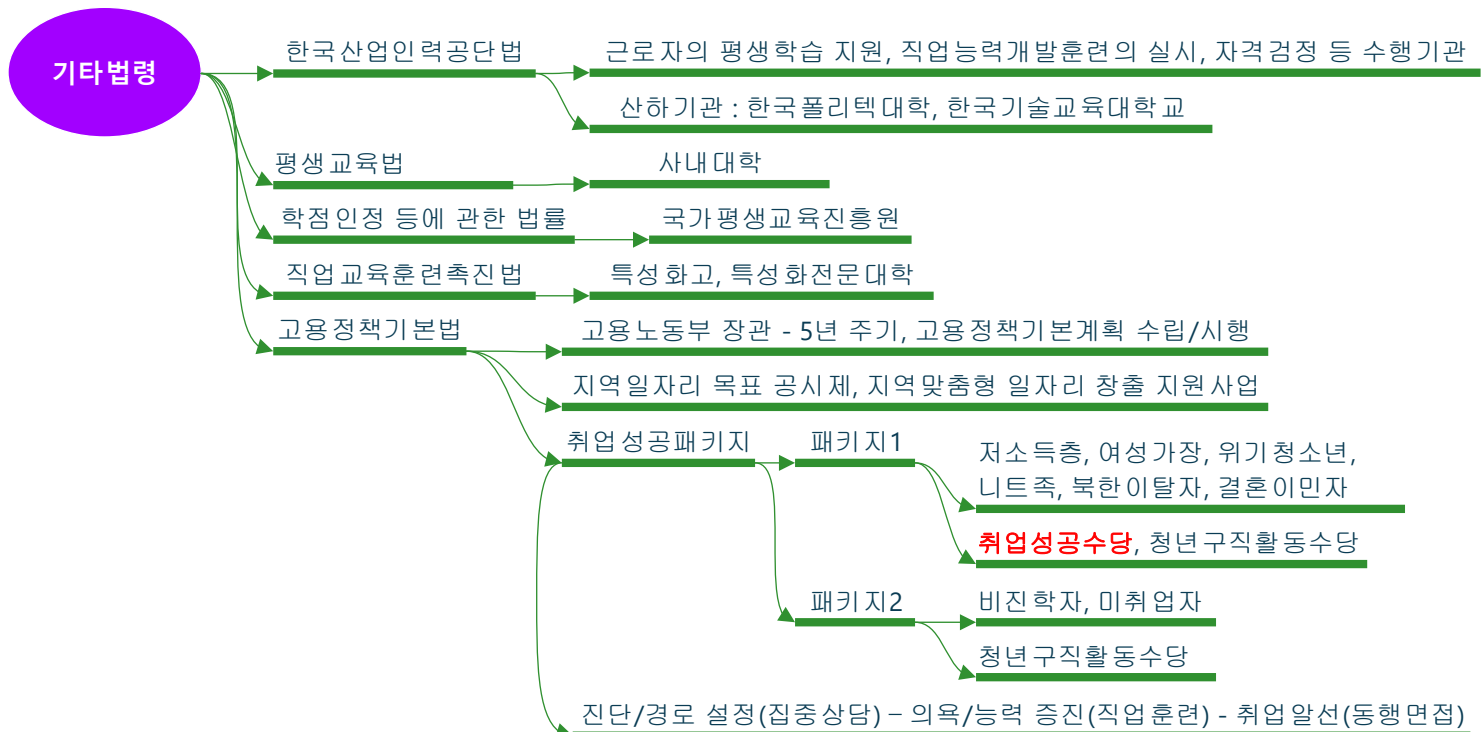 기타법령
한국산업인력공단법
근로자의 평생학습 지원, 직업능력개발훈련의 실시, 자격검정 등 수행기관
산하기관 : 한국폴리텍대학, 한국기술교육대학교
평생교육법
사내대학
학점인정 등에 관한 법률
국가평생교육진흥원
직업교육훈련촉진법
특성화고, 특성화전문대학
고용정책기본법
고용노동부 장관 - 5년 주기, 고용정책기본계획 수립/시행
지역일자리 목표 공시제, 지역맞춤형 일자리 창출 지원사업
취업성공패키지
패키지1
저소득층, 여성가장, 위기청소년,
니트족, 북한이탈자, 결혼이민자
취업성공수당, 청년구직활동수당
패키지2
비진학자, 미취업자
청년구직활동수당
진단/경로 설정(집중상담) – 의욕/능력 증진(직업훈련) - 취업알선(동행면접)